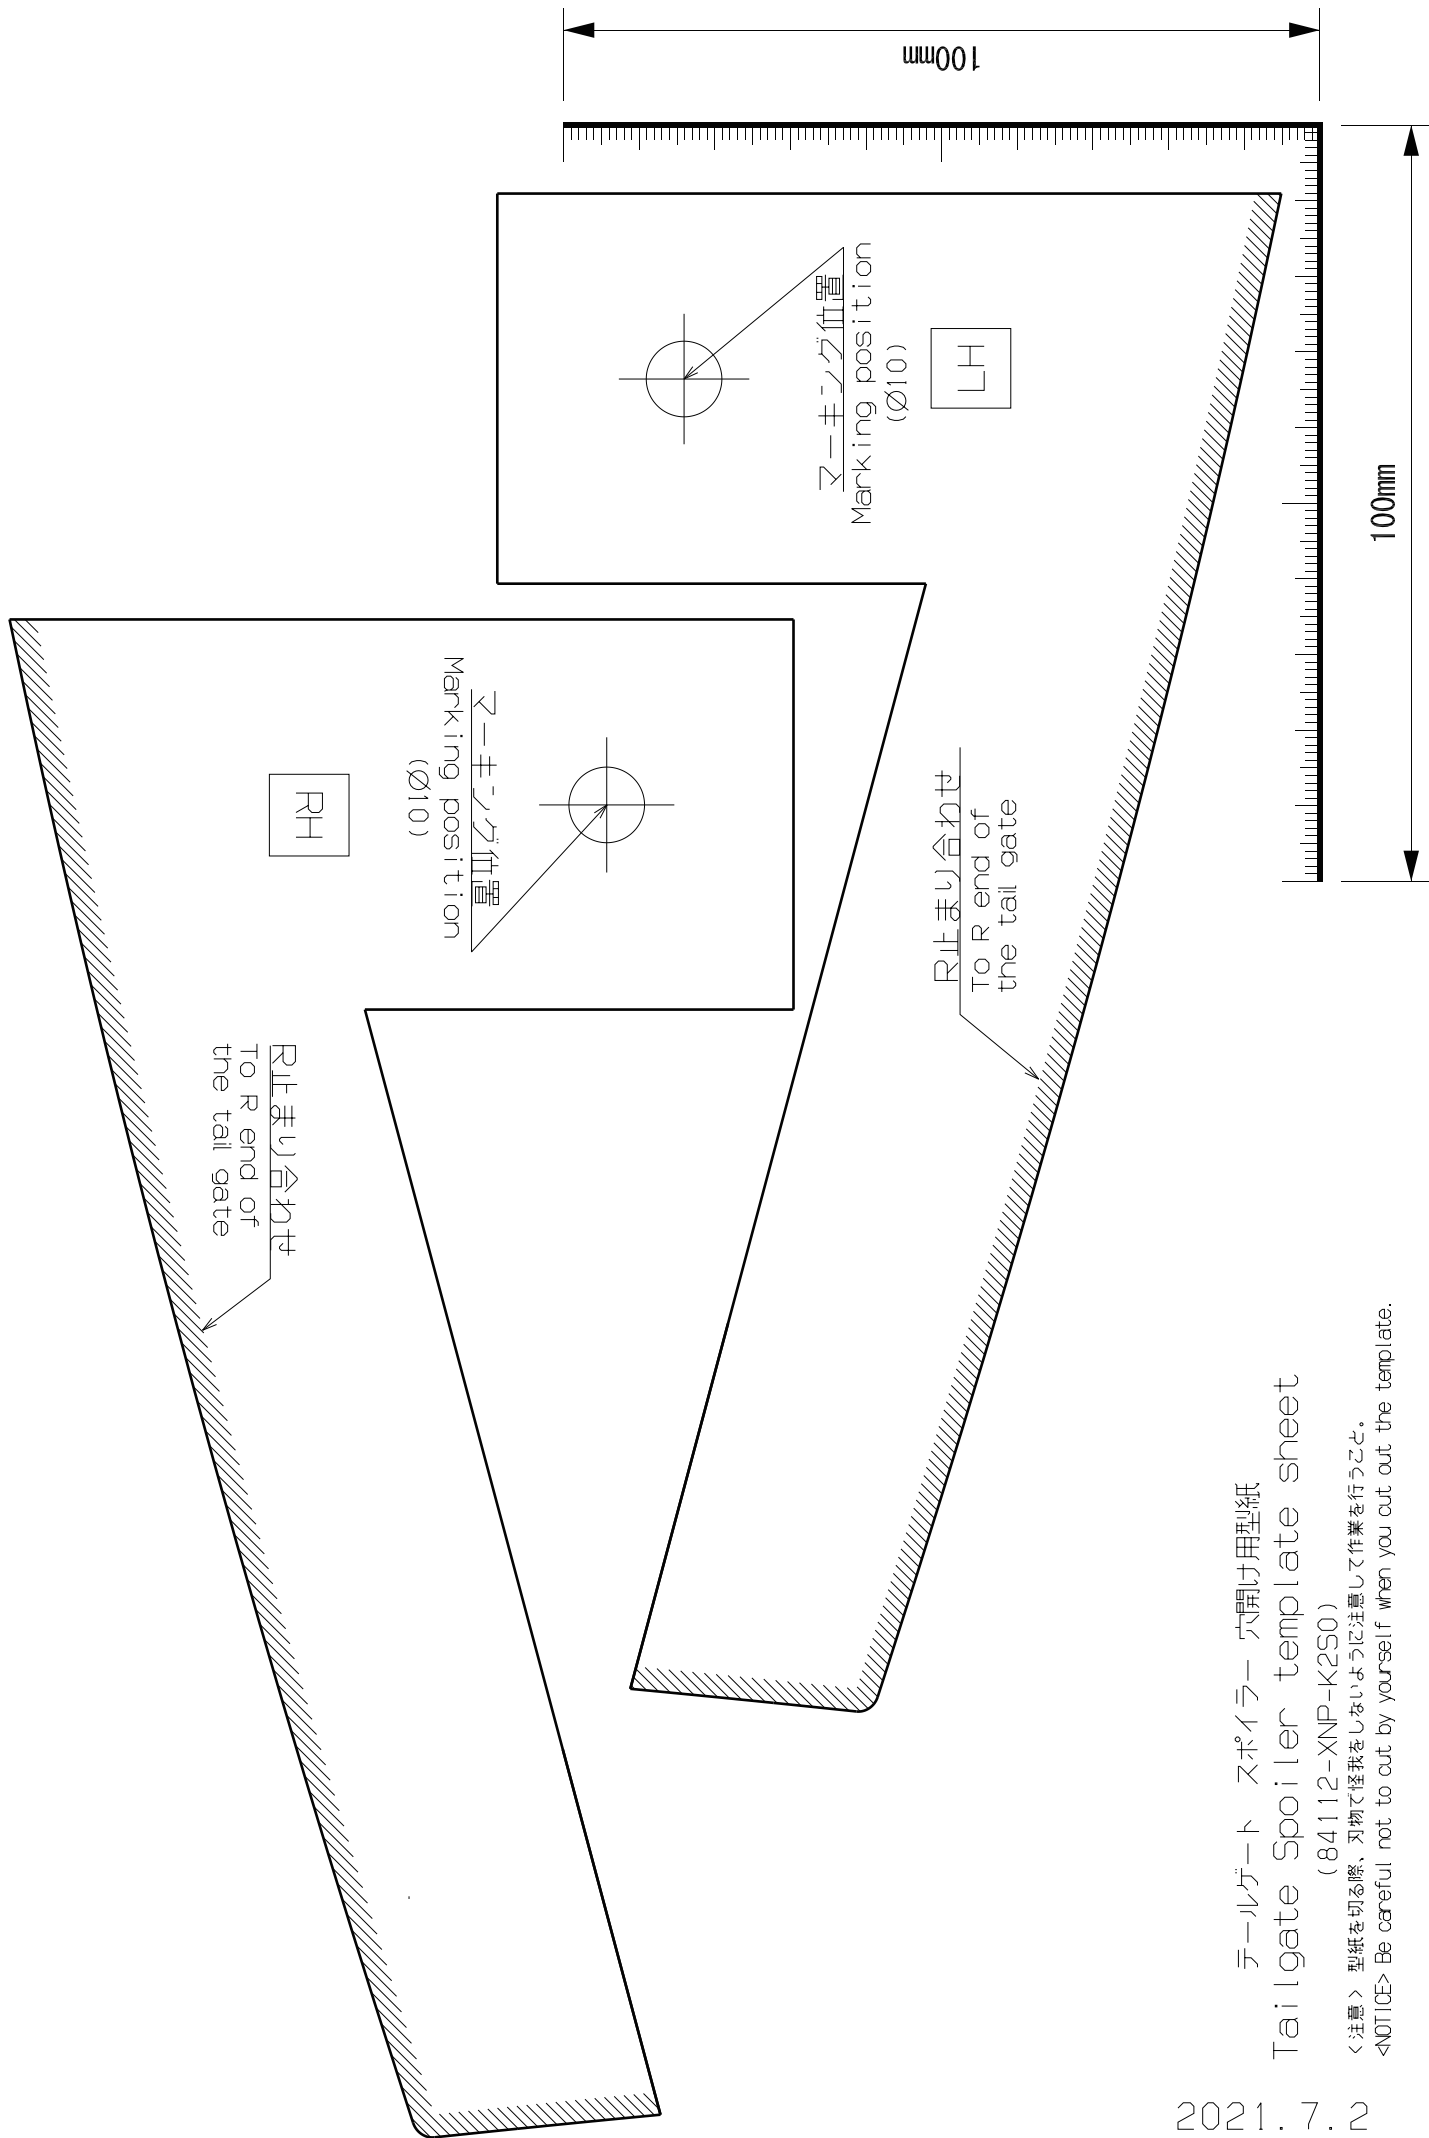 100mm
100mm
マーキング位置
Marking position
(Ø10)
LH
R止まり合わせ
To R end of
the tail gate
マーキング位置
Marking position
(Ø10)
RH
R止まり合わせ
To R end of
the tail gate
テールゲート スポイラー 穴開け用型紙
Tailgate Spoiler template sheet
(84112-XNP-K2S0)
<注意> 型紙を切る際、刃物で怪我をしないように注意して作業を行うこと。
<NOTICE> Be careful not to cut by yourself when you cut out the template.
2021.7.2